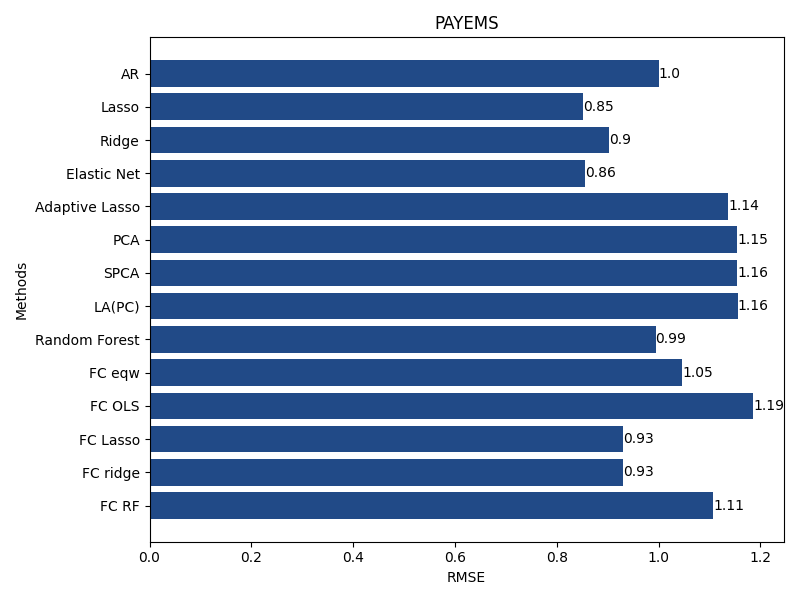 PAYEMS
Methods
AR 1.0
Lasso 0.85
Ridge 0.9
Elastic Net 0.86
Adaptive Lasso 1.14
PCA 1.15
SPCA 1.16
LA(PC) 1.16
Random Forest 0.99
FC eqw 1.05
FC OLS 1.19
FC Lasso 0.93
FC ridge 0.93
FC RF 1.11
0.0 0.2 0.4 0.6 0.8 1.0 1.2
RMSE